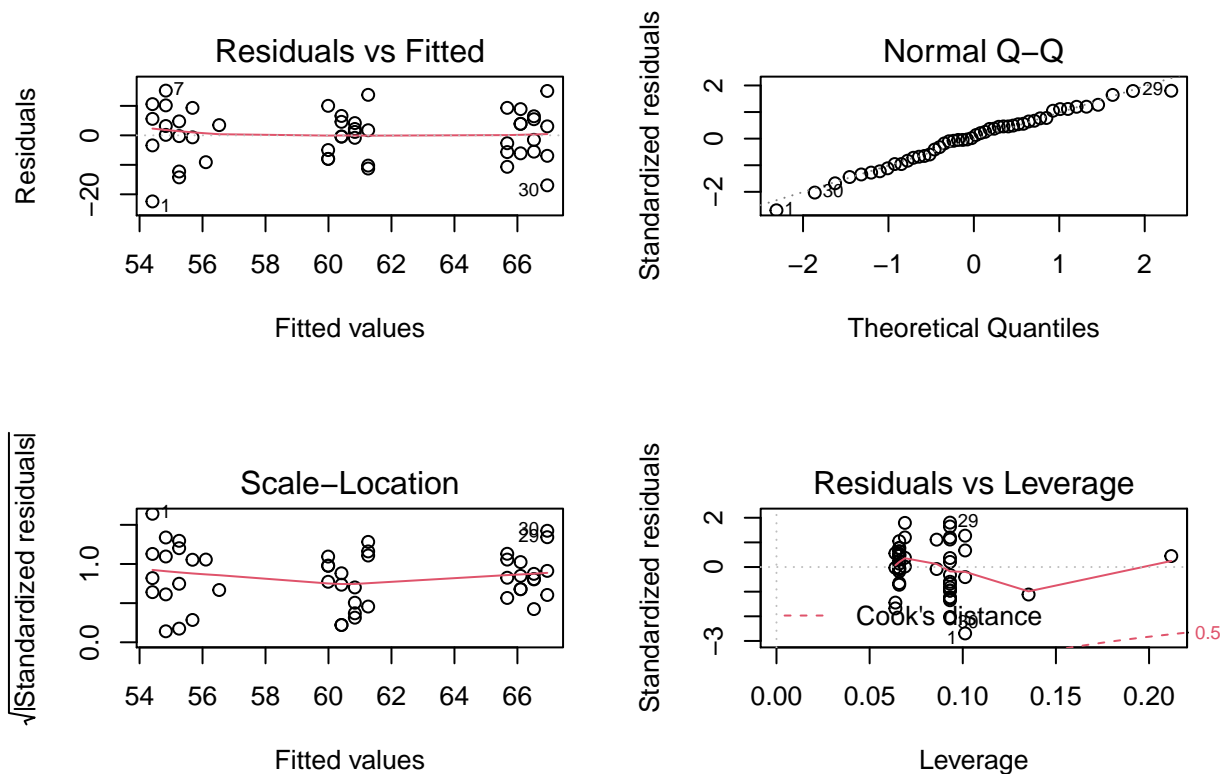 Residuals vs Fitted
Residuals
0
−20
7
1
30
54 56 58 60 62 64 66
Fitted values
Normal Q−Q
Standardized residuals
2
0
−2
29
30
1
−2 −1 0 1 2
Theoretical Quantiles
Scale−Location
√|Standardized residuals|
1.0
0.0
1
30
29
54 56 58 60 62 64 66
Fitted values
Residuals vs Leverage
Standardized residuals
2
0
−3
29
30
1
Cook's distance
0.5
0.00 0.05 0.10 0.15 0.20
Leverage